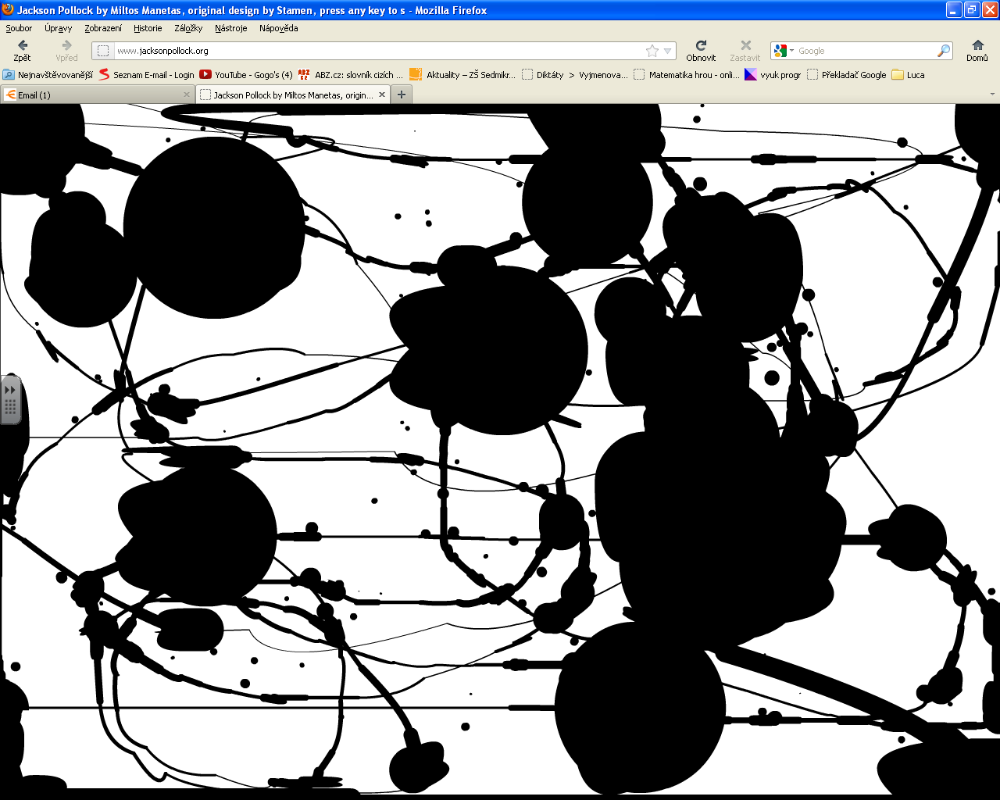 Jackson Pollock by Miltos Manetas, original design by Stamen, press any key to s - Mozilla Firefox
Soubor Úpravy Zobrazení Historie Záložky Nástroje Nápověda
Zpět Vpřed www.jacksonpollock.org Obnovit Zastavit Google Domů
Nejnavštěvovanější Seznam E-mail - Login YouTube - Gogo's (4) ABZ.cz: slovník cizích ... Aktuality – ZŠ Sedmikr... Diktáty > Vyjmenova... Matematika hrou - onli... vyuk progr Překladač Google Luca
Email (1) Jackson Pollock by Miltos Manetas, origin...